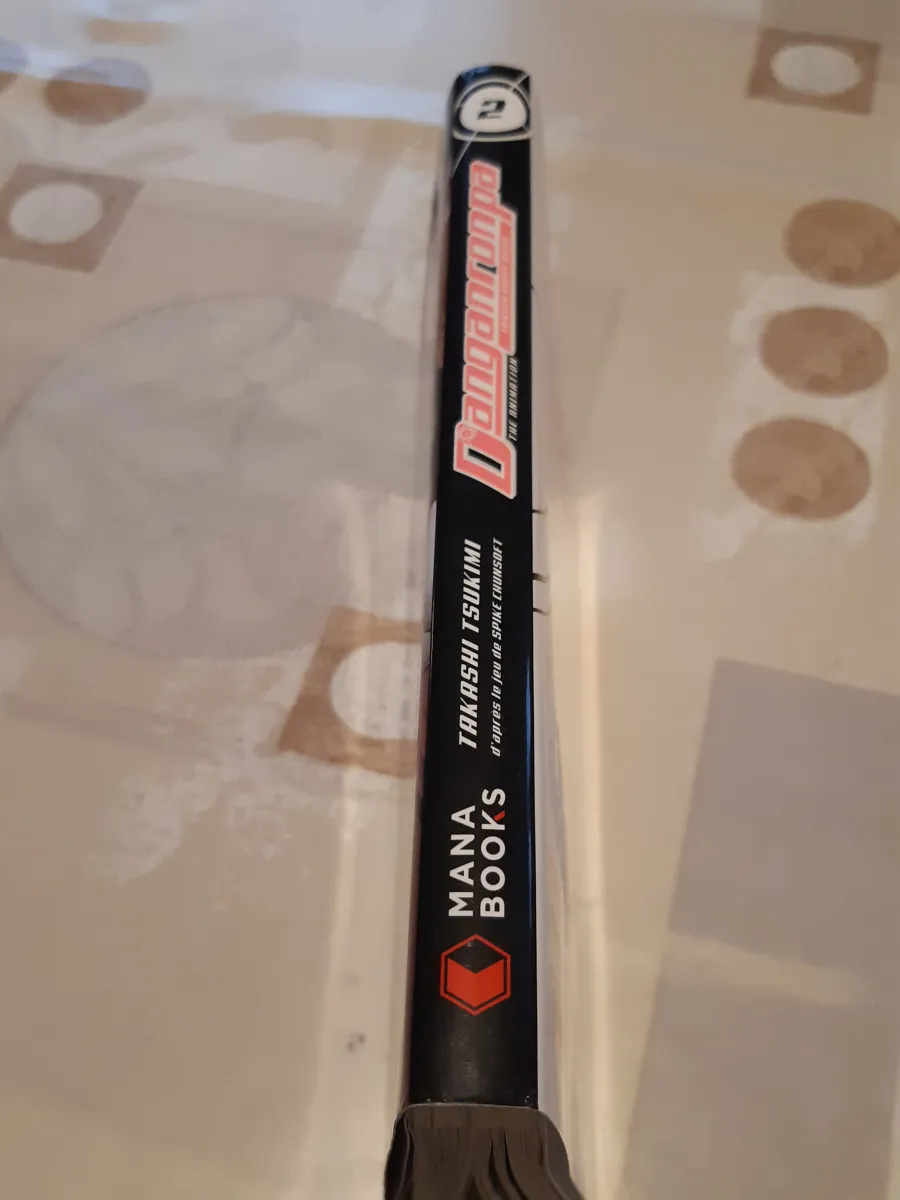 2
Danganronpa
THE ANIMATION
TAKASHI TSUKIMI
d'après le jeu de SPIKE CHUNSOFT
MANA
BOOKS